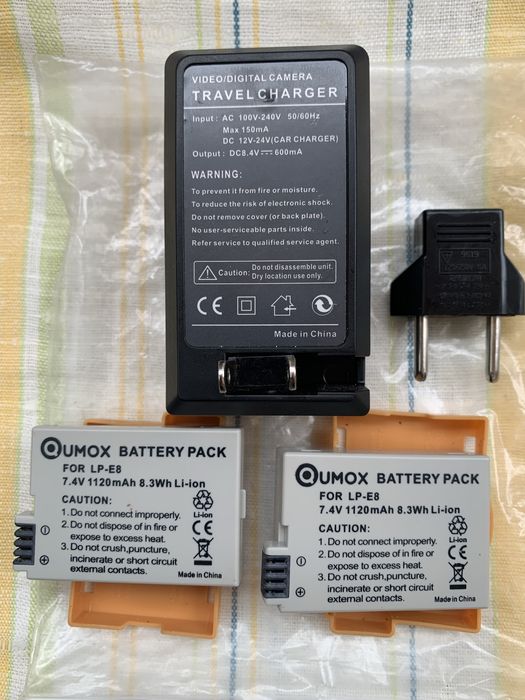 VIDEO/DIGITAL CAMERA
TRAVEL CHARGER
Input : AC 100V-240V 50/60Hz
Max 150mA
DC 12V-24V(CAR CHARGER)
Output : DC8.4V⎓600mA
WARNING:
To prevent it from fire or moisture.
To reduce the risk of electronic shock.
Do not remove cover (or back plate).
No user-serviceable parts inside.
Refer service to qualified service agent.
Caution: Do not disassemble unit.
Dry location use only.
CE
Made in China
QUMOX BATTERY PACK
FOR LP-E8
7.4V 1120mAh 8.3Wh Li-ion
CAUTION:
1. Do not connect improperly.
2. Do not dispose of in fire or
expose to excess heat.
3. Do not crush,puncture,
incinerate or short circuit
external contacts.
Li-ion
CE
Made in China
QUMOX BATTERY PACK
FOR LP-E8
7.4V 1120mAh 8.3Wh Li-ion
CAUTION:
1. Do not connect improperly.
2. Do not dispose of in fire or
expose to excess heat.
3. Do not crush,puncture,
incinerate or short circuit
external contacts.
Li-ion
CE
Made in China